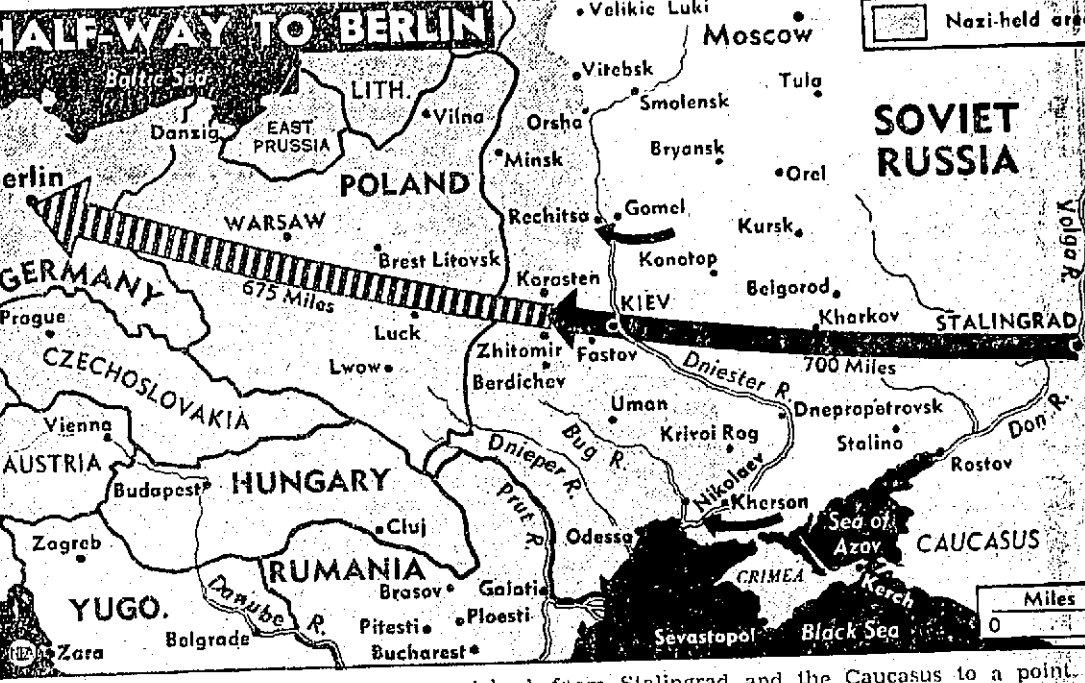 HALF-WAY TO BERLIN
Velikie Luki
Moscow
Nazi-held
Baltic Sea
LITH.
Vitebsk
Tula
Smolensk
SOVIET
RUSSIA
Danzig
EAST
PRUSSIA
Vilna
Orsha
Minsk
Bryansk
Orel
erlin
POLAND
Rechitsa
Gomel
Kursk
Volga R.
WARSAW
Brest Litovsk
Konotop
GERMANY
675 Miles
Korosten
Belgorod
Prague
Luck
KIEV
Kharkov
STALINGRAD
CZECHOSLOVAKIA
Lwow
Zhitomir
Fastov
700 Miles
Berdichev
Dniester R.
Vienna
Uman
Dnepropetrovsk
Don R.
AUSTRIA
Bug R.
Krivoi Rog
Stalino
Dnieper R.
Rostov
Budapest
HUNGARY
Prut R.
Nikolaev
Kherson
Cluj
Odessa
Sea of
Azov
CAUCASUS
Zagreb
RUMANIA
CRIMEA
Kerch
Brasov
Galati
Miles
0
YUGO.
Danube R.
Pitesti
Ploesti
Belgrade
Bucharest
Sevastopol
Black Sea
Zara
NEA
from Stalingrad and the Caucasus to a point